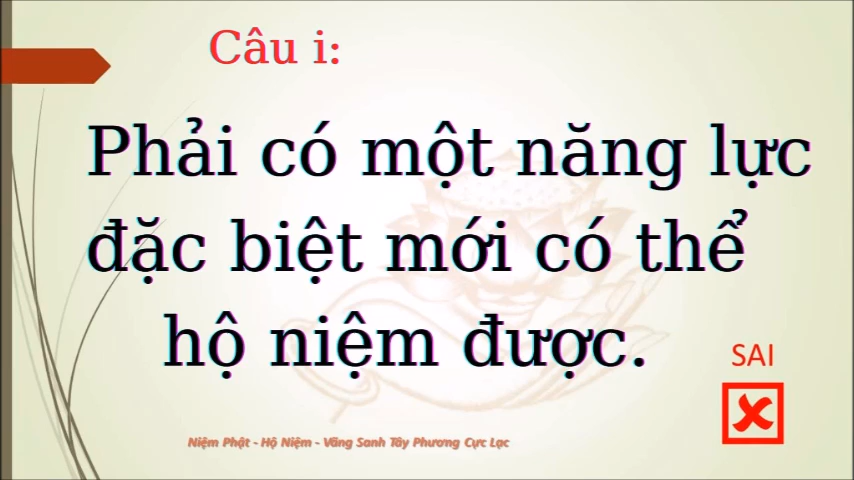 Câu i:
Phải có một năng lực
đặc biệt mới có thể
hộ niệm được.
SAI
Niệm Phật - Hộ Niệm - Vãng Sanh Tây Phương Cực Lạc